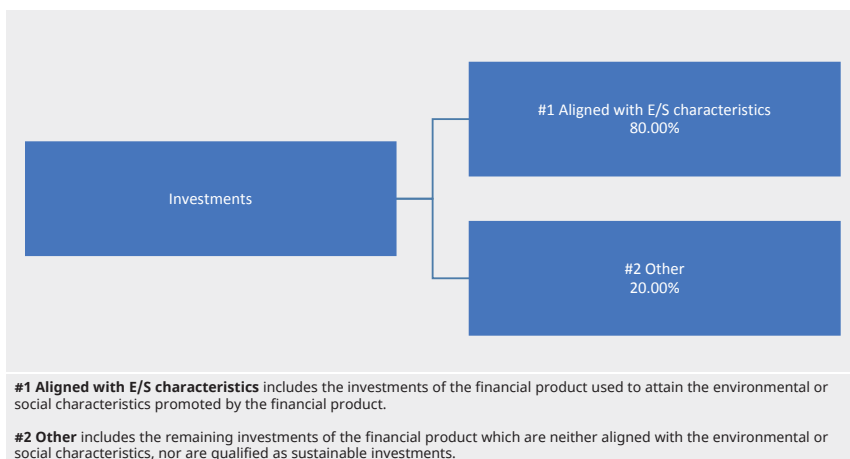 #1 Aligned with E/S characteristics
80.00%
Investments
#2 Other
20.00%
#1 Aligned with E/S characteristics includes the investments of the financial product used to attain the environmental or
social characteristics promoted by the financial product.
#2 Other includes the remaining investments of the financial product which are neither aligned with the environmental or
social characteristics, nor are qualified as sustainable investments.